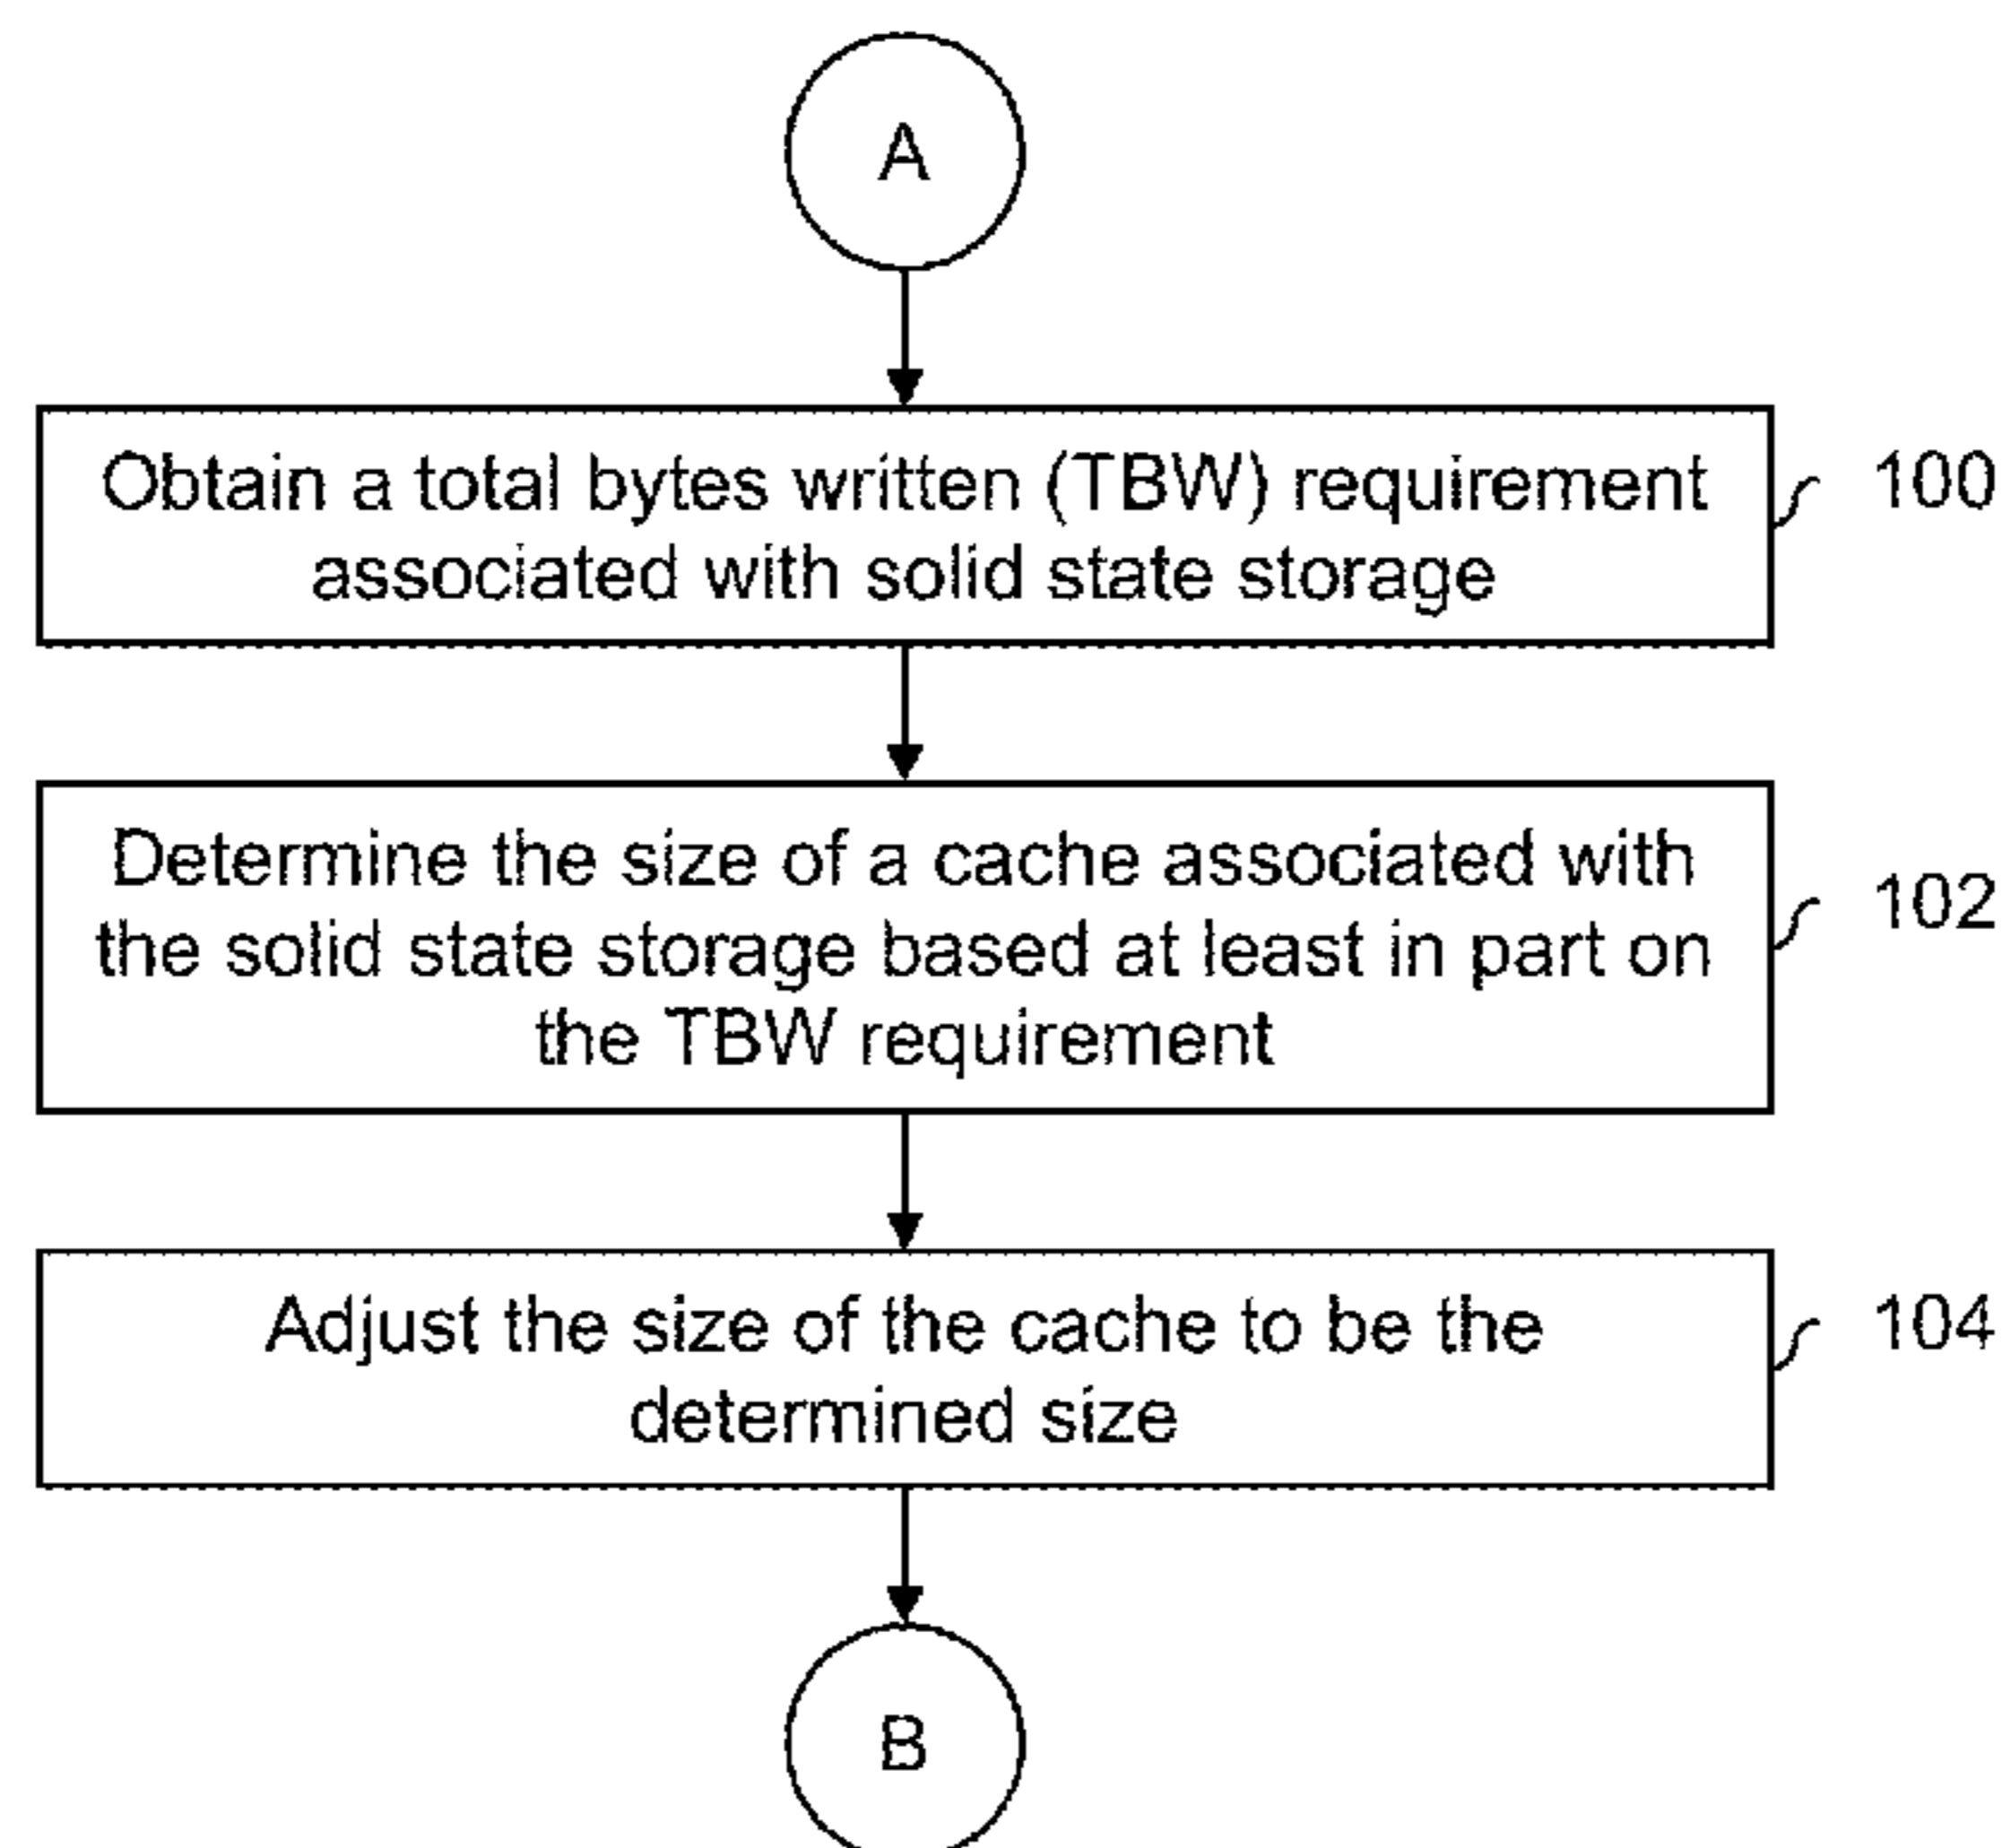 A
Obtain a total bytes written (TBW) requirement
associated with solid state storage
100
Determine the size of a cache associated with
the solid state storage based at least in part on
the TBW requirement
102
Adjust the size of the cache to be the
determined size
104
B